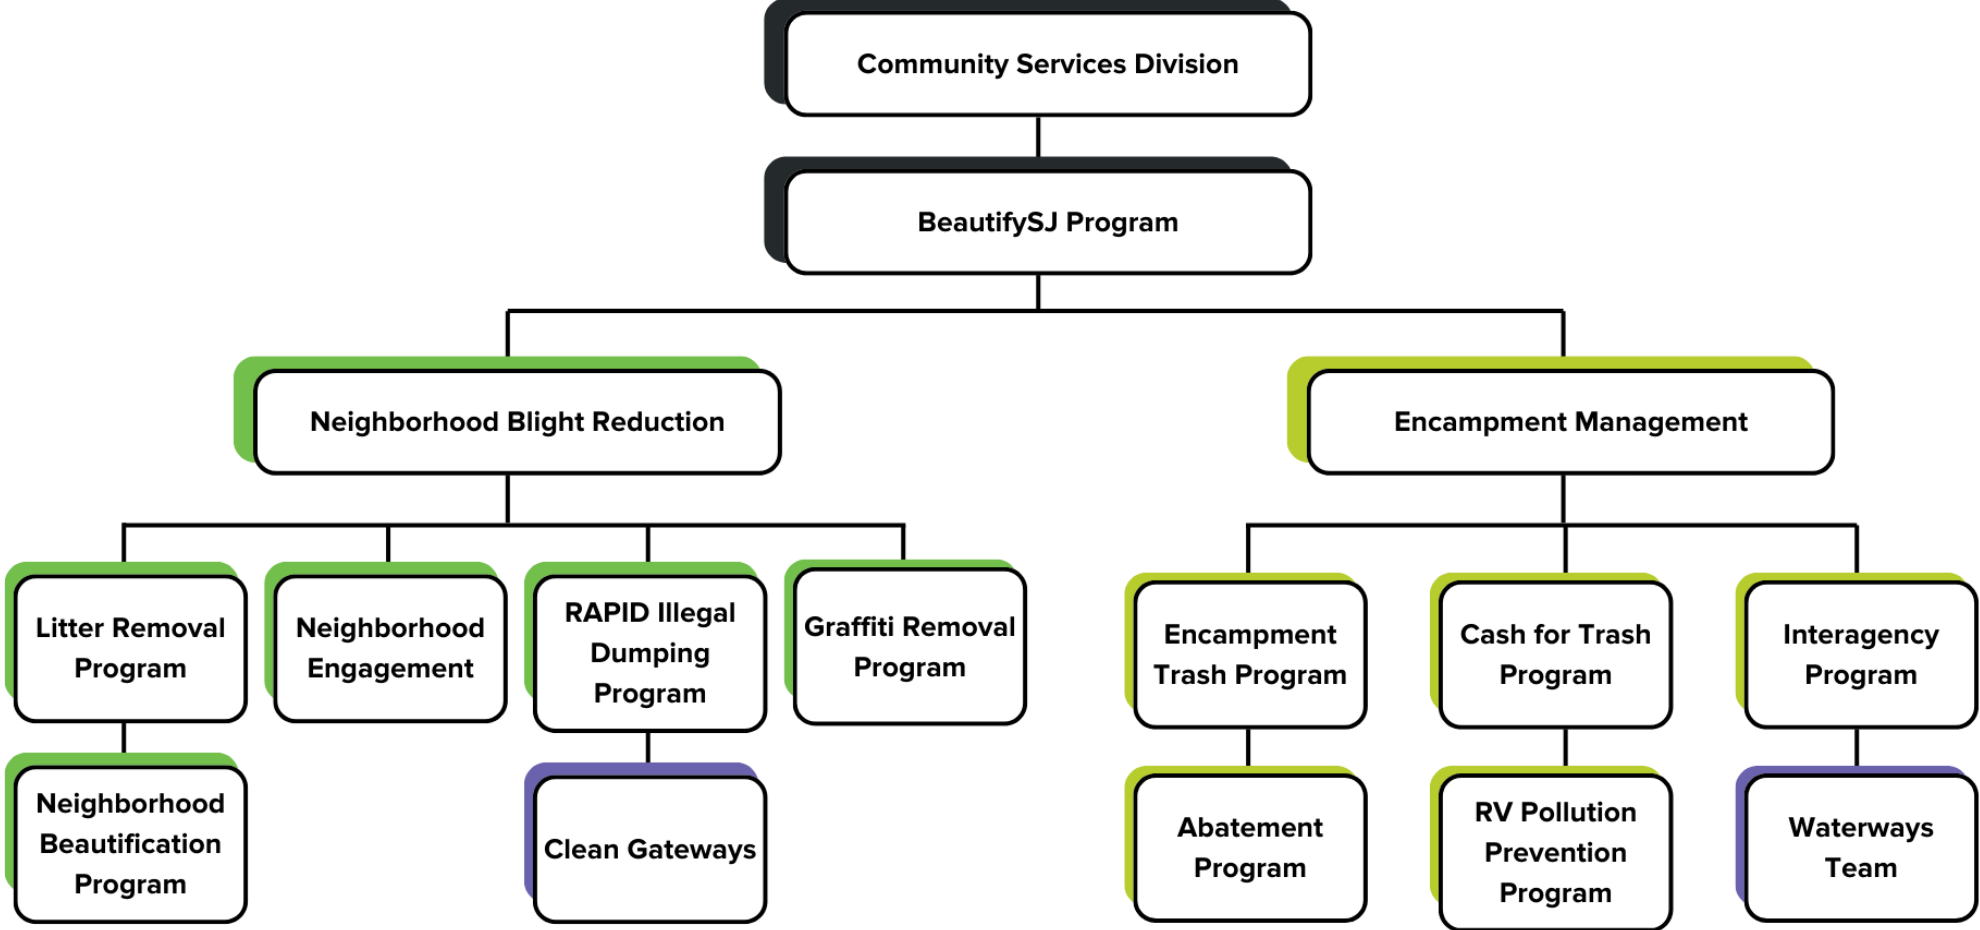 Community Services Division
BeautifySJ Program
Neighborhood Blight Reduction
Encampment Management
Litter Removal
Program
Neighborhood
Engagement
RAPID Illegal
Dumping
Program
Graffiti Removal
Program
Encampment
Trash Program
Cash for Trash
Program
Interagency
Program
Neighborhood
Beautification
Program
Clean Gateways
Abatement
Program
RV Pollution
Prevention
Program
Waterways
Team